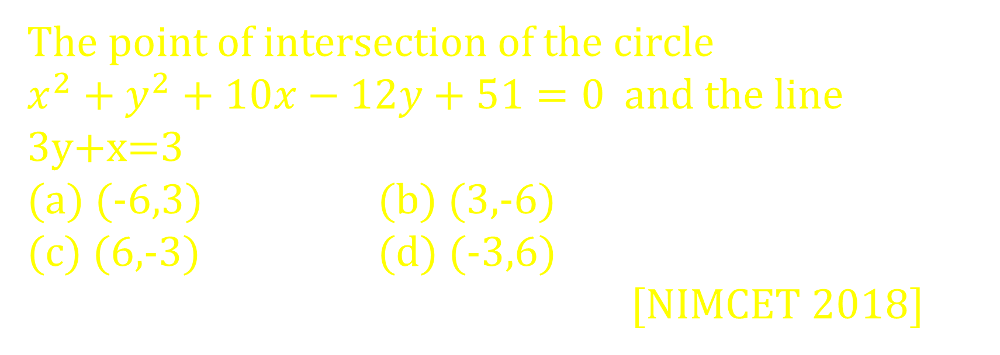 The point of intersection of the circle
𝑥² + 𝑦² + 10𝑥 − 12𝑦 + 51 = 0 and the line
3y+x=3
(a) (-6,3) (b) (3,-6)
(c) (6,-3) (d) (-3,6)
[NIMCET 2018]